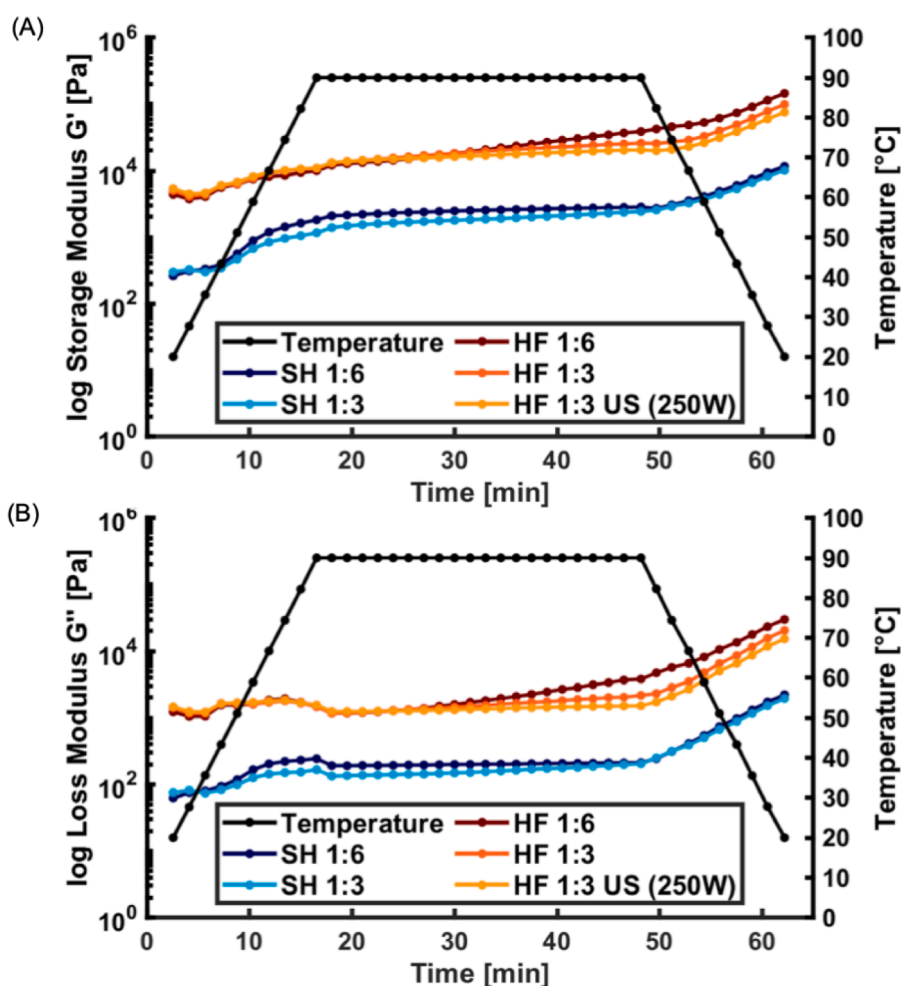 (A)
log Storage Modulus G' [Pa]
10^6
10^4
10^2
10^0
100
90
80
70
60
50
40
30
20
10
0
Temperature [°C]
Temperature
HF 1:6
SH 1:6
HF 1:3
SH 1:3
HF 1:3 US (250W)
0 10 20 30 40 50 60
Time [min]
(B)
log Loss Modulus G'' [Pa]
10^6
10^4
10^2
10^0
100
90
80
70
60
50
40
30
20
10
0
Temperature [°C]
Temperature
HF 1:6
SH 1:6
HF 1:3
SH 1:3
HF 1:3 US (250W)
0 10 20 30 40 50 60
Time [min]